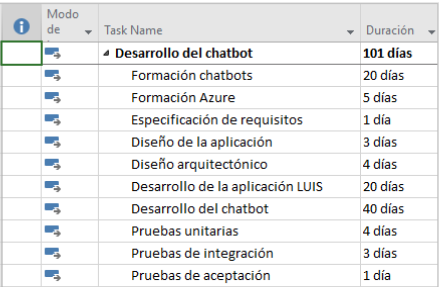 Modo
de Task Name Duración
Desarrollo del chatbot 101 días
Formación chatbots 20 días
Formación Azure 5 días
Especificación de requisitos 1 día
Diseño de la aplicación 3 días
Diseño arquitectónico 4 días
Desarrollo de la aplicación LUIS 20 días
Desarrollo del chatbot 40 días
Pruebas unitarias 4 días
Pruebas de integración 3 días
Pruebas de aceptación 1 día